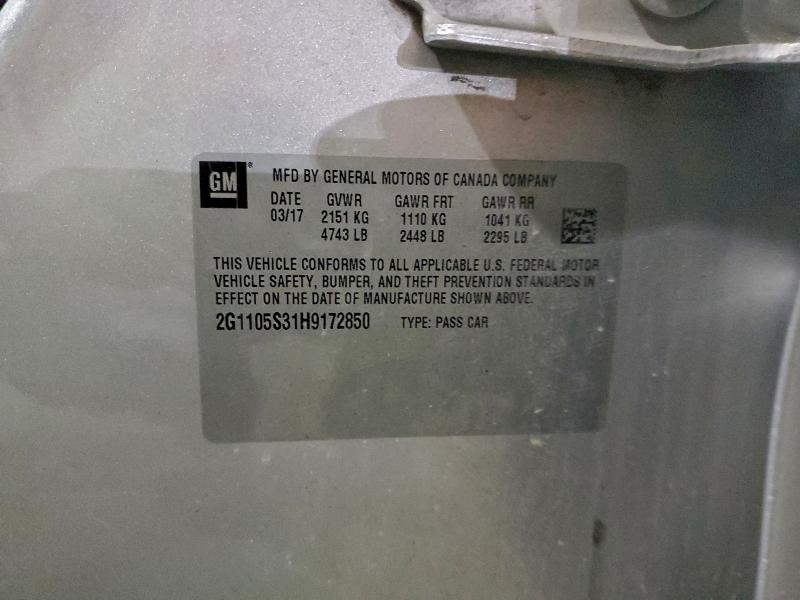 GM ®
MFD BY GENERAL MOTORS OF CANADA COMPANY
DATE GVWR GAWR FRT GAWR RR
03/17 2151 KG 1110 KG 1041 KG
4743 LB 2448 LB 2295 LB
THIS VEHICLE CONFORMS TO ALL APPLICABLE U.S. FEDERAL MOTOR
VEHICLE SAFETY, BUMPER, AND THEFT PREVENTION STANDARDS IN
EFFECT ON THE DATE OF MANUFACTURE SHOWN ABOVE.
2G1105S31H9172850 TYPE: PASS CAR